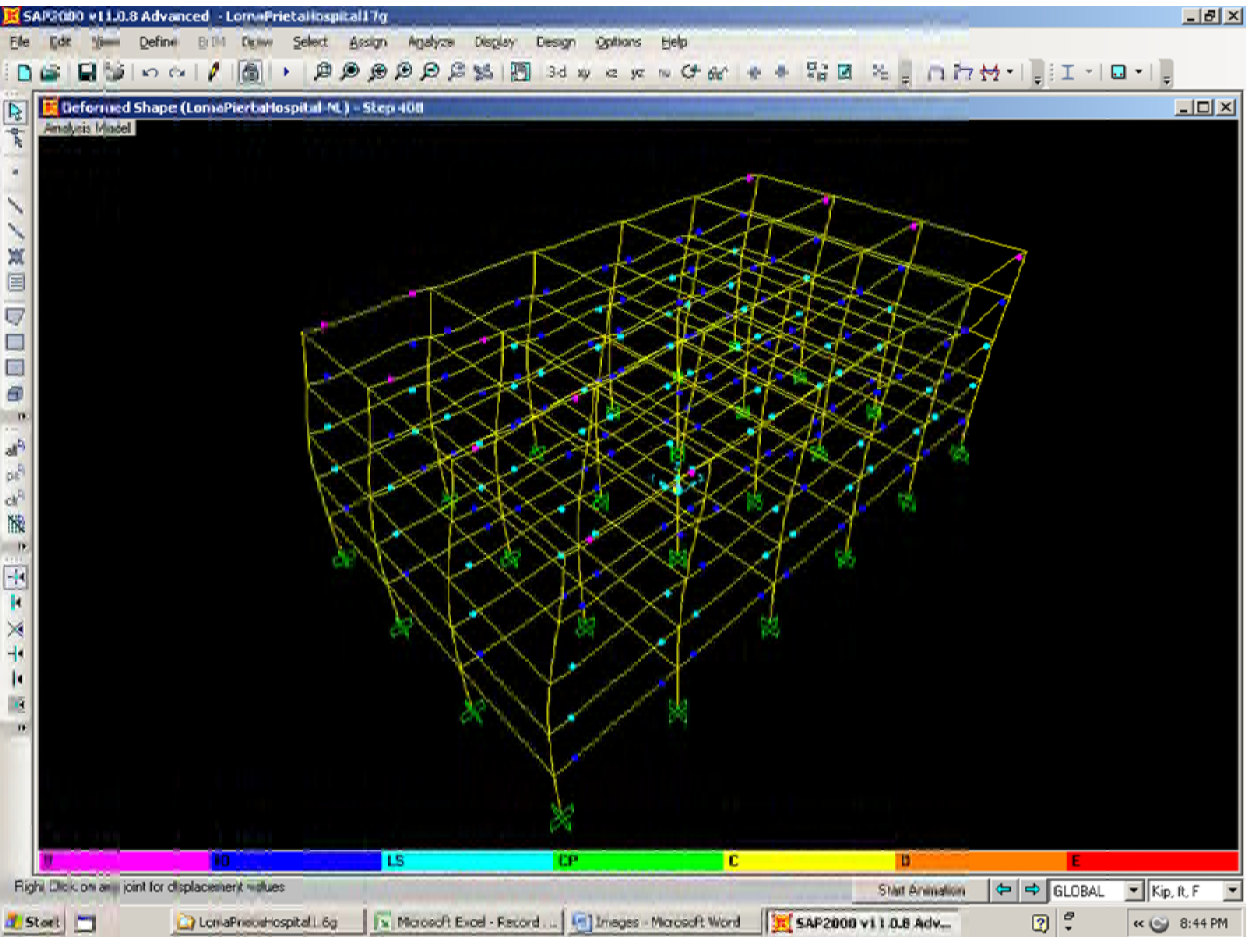 SAP2000 v11.0.8 Advanced - LomaPrietaHospital17g
File Edit View Define Draw Select Assign Analyze Display Design Options Help
3-d xy xz yz nv
Deformed Shape (LomaPiertaHospital-NL) - Step 400
Analysis Model
B IO LS CP C D E
Right Click on any joint for displacement values
Start Animation
GLOBAL
Kip, ft, F
Start
LomaPrietaHospital1.6g
Microsoft Excel - Record ...
Images - Microsoft Word
SAP2000 v11.0.8 Adv...
8:44 PM